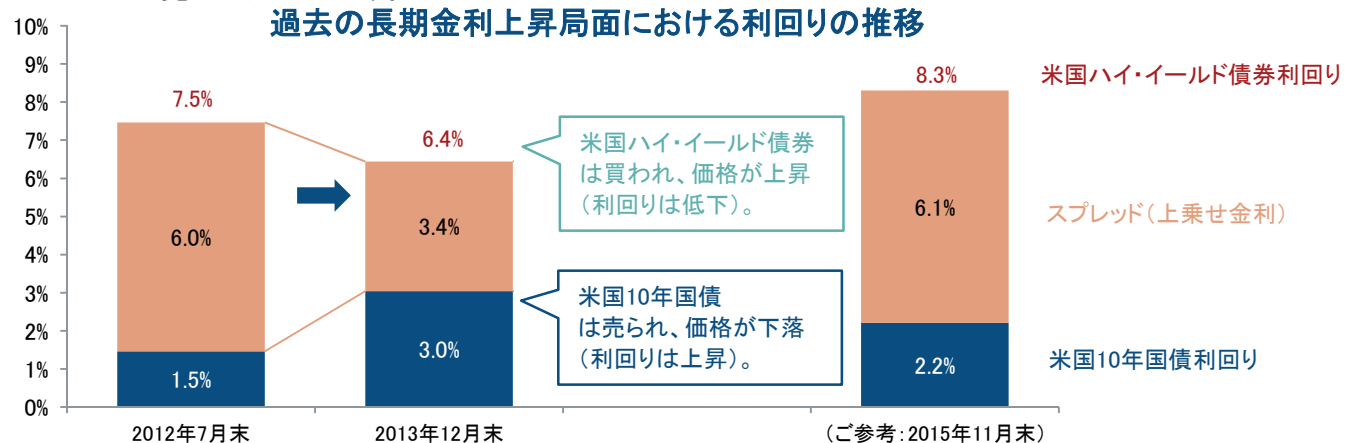 過去の長期金利上昇局面における利回りの推移
10%
9%
8%
7%
6%
5%
4%
3%
2%
1%
0%
7.5%
6.0%
1.5%
6.4%
3.4%
3.0%
米国ハイ・イールド債券
は買われ、価格が上昇
（利回りは低下）。
米国10年国債
は売られ、価格が下落
（利回りは上昇）。
8.3%
6.1%
2.2%
米国ハイ・イールド債券利回り
スプレッド（上乗せ金利）
米国10年国債利回り
2012年7月末
2013年12月末
（ご参考：2015年11月末）